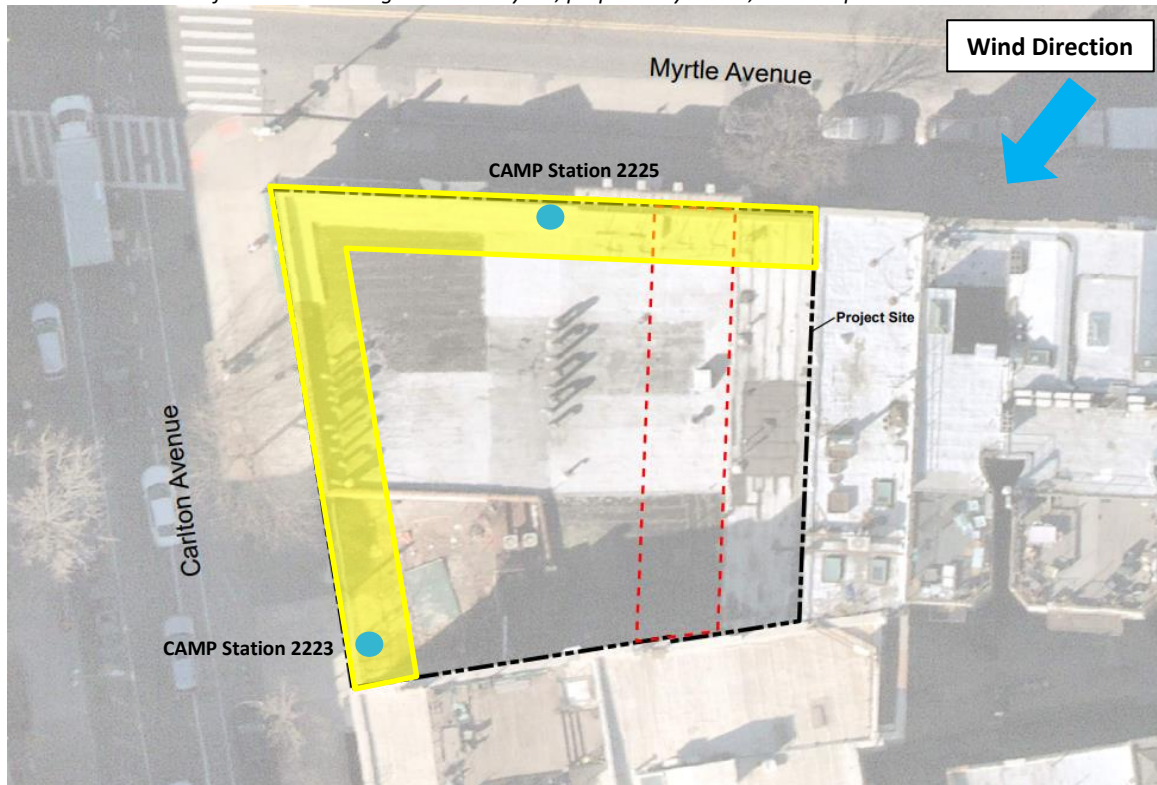 Wind Direction
Myrtle Avenue
CAMP Station 2225
Project Site
Carlton Avenue
CAMP Station 2223